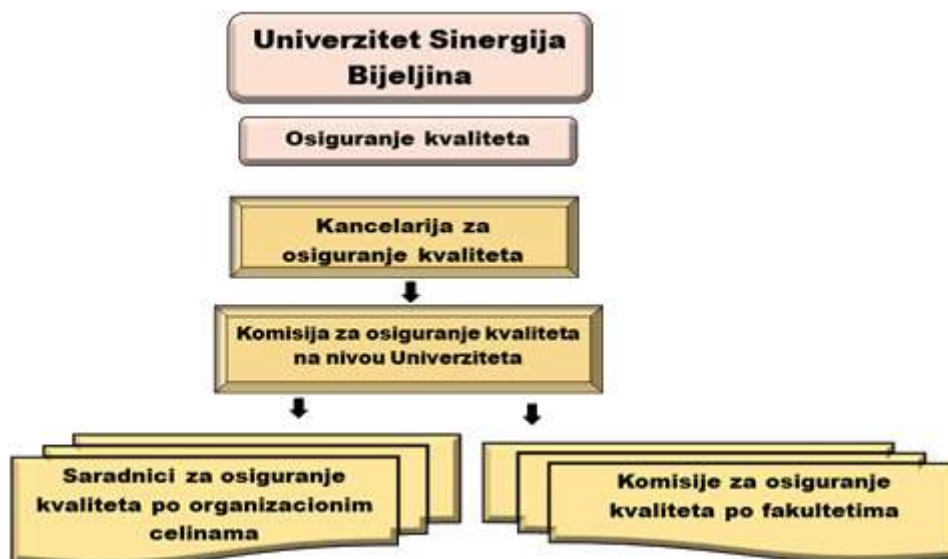 Univerzitet Sinergija
Bijeljina
Osiguranje kvaliteta
Kancelarija za
osiguranje kvaliteta
Komisija za osiguranje kvaliteta
na nivou Univerziteta
Saradnici za osiguranje
kvaliteta po organizacionim
celinama
Komisije za osiguranje
kvaliteta po fakultetima